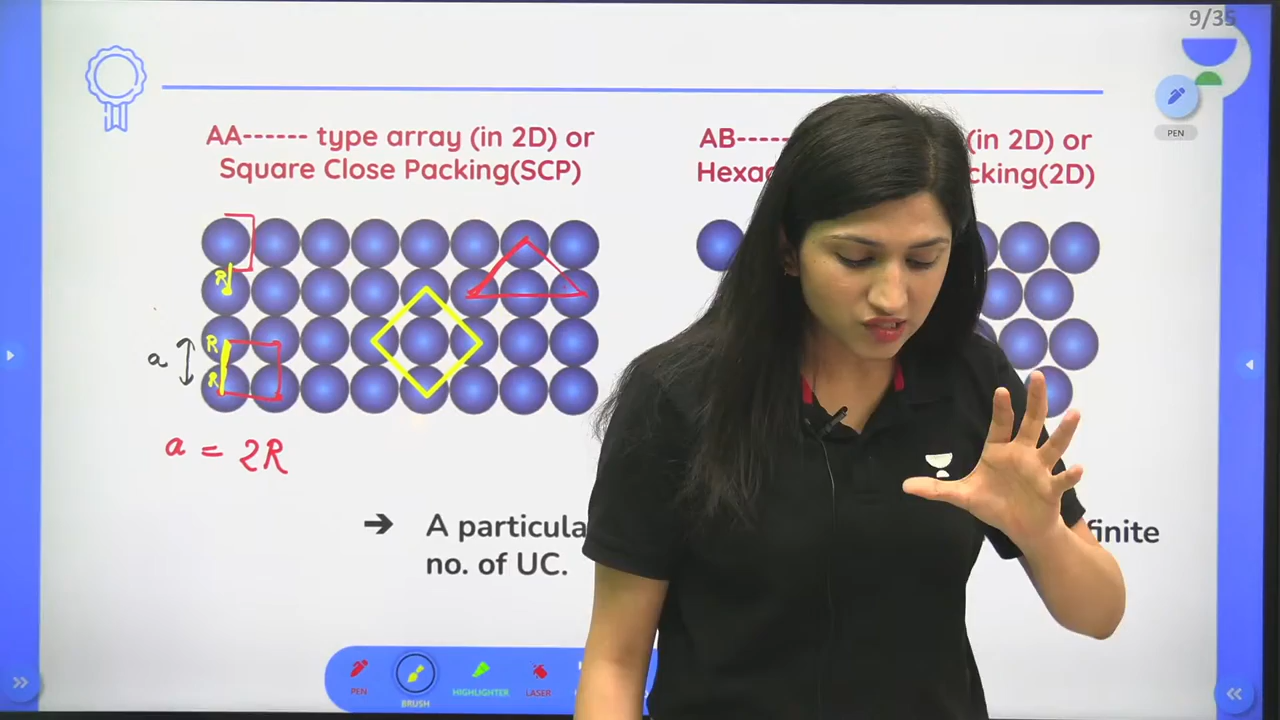 9/35
PEN
AA------ type array (in 2D) or
Square Close Packing(SCP)
AB---- (in 2D) or
cking(2D)
R
R
R
a
a = 2R
➔ A particula finite
no. of UC.
PEN
BRUSH
HIGHLIGHTER
LASER